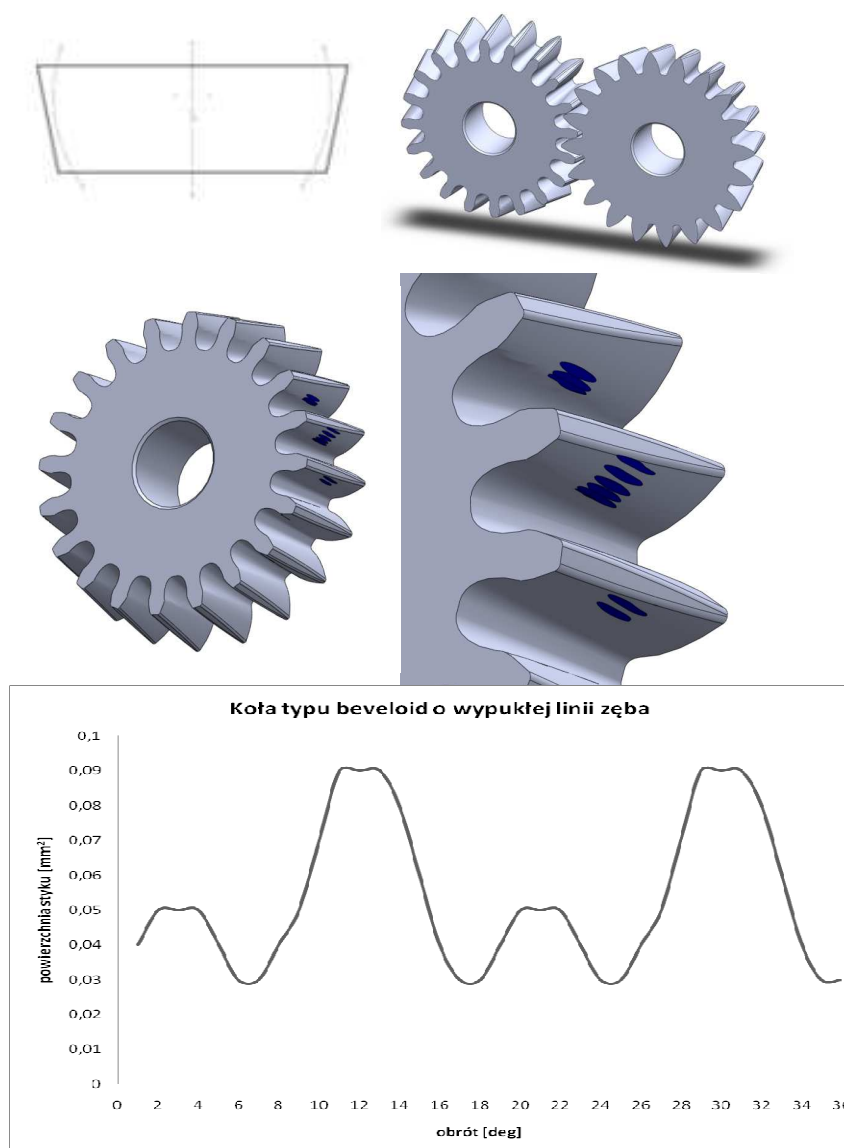 Koła typu beveloid o wypukłej linii zęba
0,1
0,09
0,08
0,07
0,06
0,05
0,04
0,03
0,02
0,01
0
powierzchnia styku [mm²]
0 2 4 6 8 10 12 14 16 18 20 22 24 26 28 30 32 34
obrót [deg]